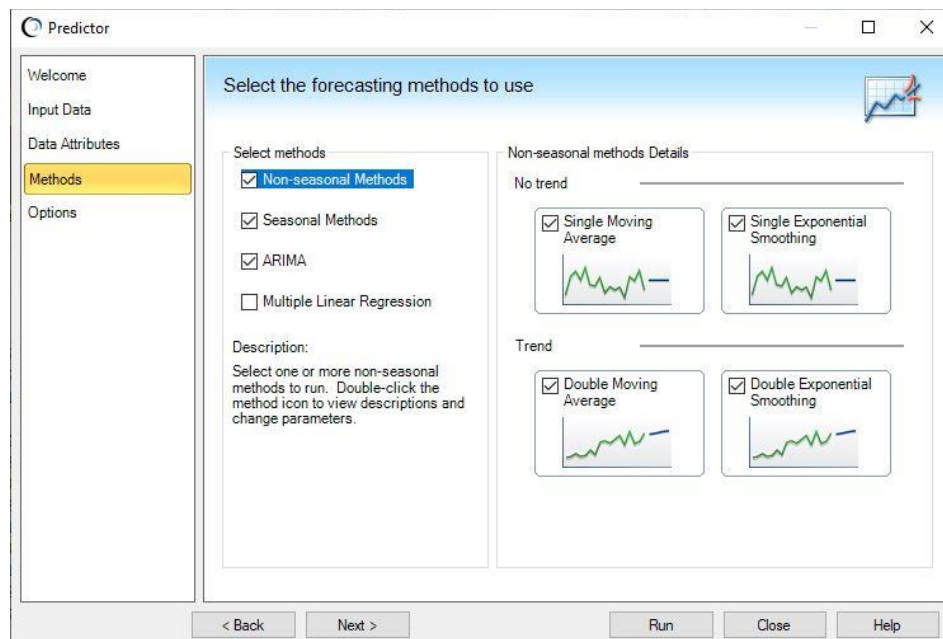 Predictor
Welcome
Input Data
Data Attributes
Methods
Options
Select the forecasting methods to use
Select methods
Non-seasonal Methods
Seasonal Methods
ARIMA
Multiple Linear Regression
Description:
Select one or more non-seasonal
methods to run. Double-click the
method icon to view descriptions and
change parameters.
Non-seasonal methods Details
No trend
Single Moving
Average
Single Exponential
Smoothing
Trend
Double Moving
Average
Double Exponential
Smoothing
< Back
Next >
Run
Close
Help